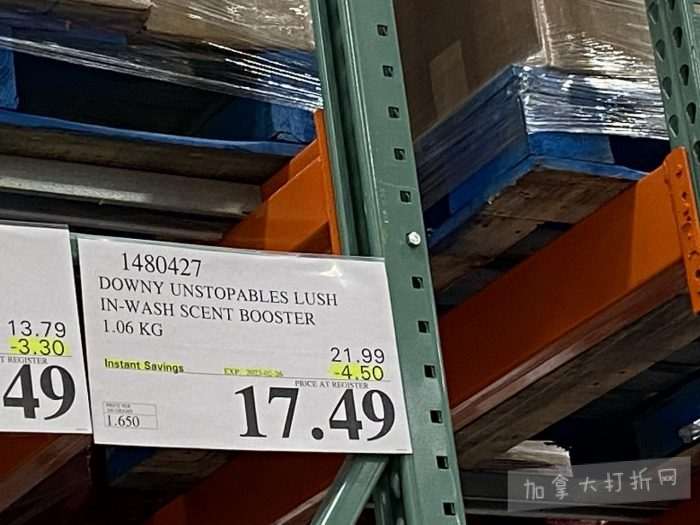 13.79
-3.30
T REGISTER
.49
1480427
DOWNY UNSTOPABLES LUSH
IN-WASH SCENT BOOSTER
1.06 KG
21.99
Instant Savings
-4.50
PRICE AT REGISTER
17.49
1.650
加拿大打折网